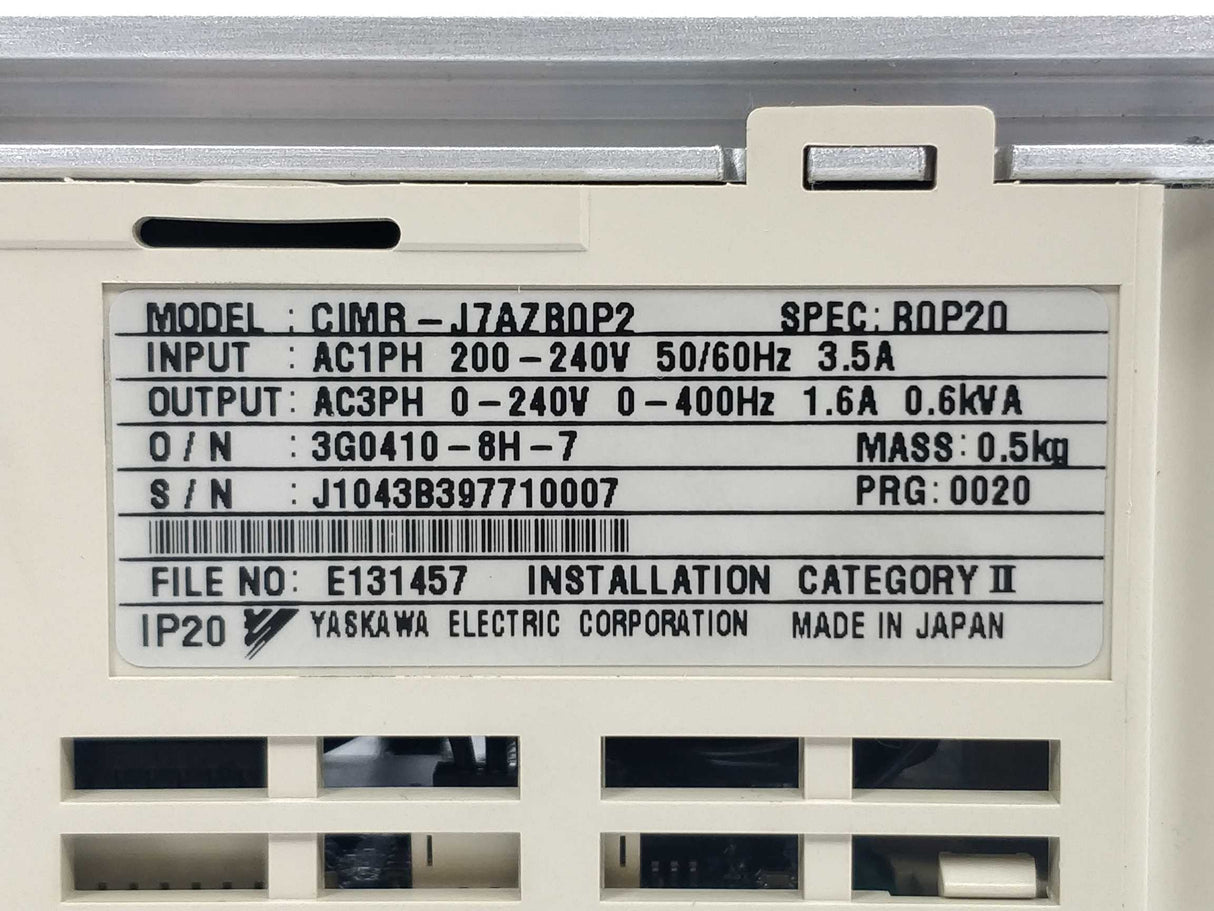 MODEL : CIMR-J7AZB0P2 SPEC: B0P20
INPUT : AC1PH 200-240V 50/60Hz 3.5A
OUTPUT: AC3PH 0-240V 0-400Hz 1.6A 0.6kVA
O/N : 3G0410-8H-7 MASS: 0.5kg
S/N : J1043B397710007 PRG: 0020
FILE NO: E131457 INSTALLATION CATEGORY II
IP20 YASKAWA ELECTRIC CORPORATION MADE IN JAPAN